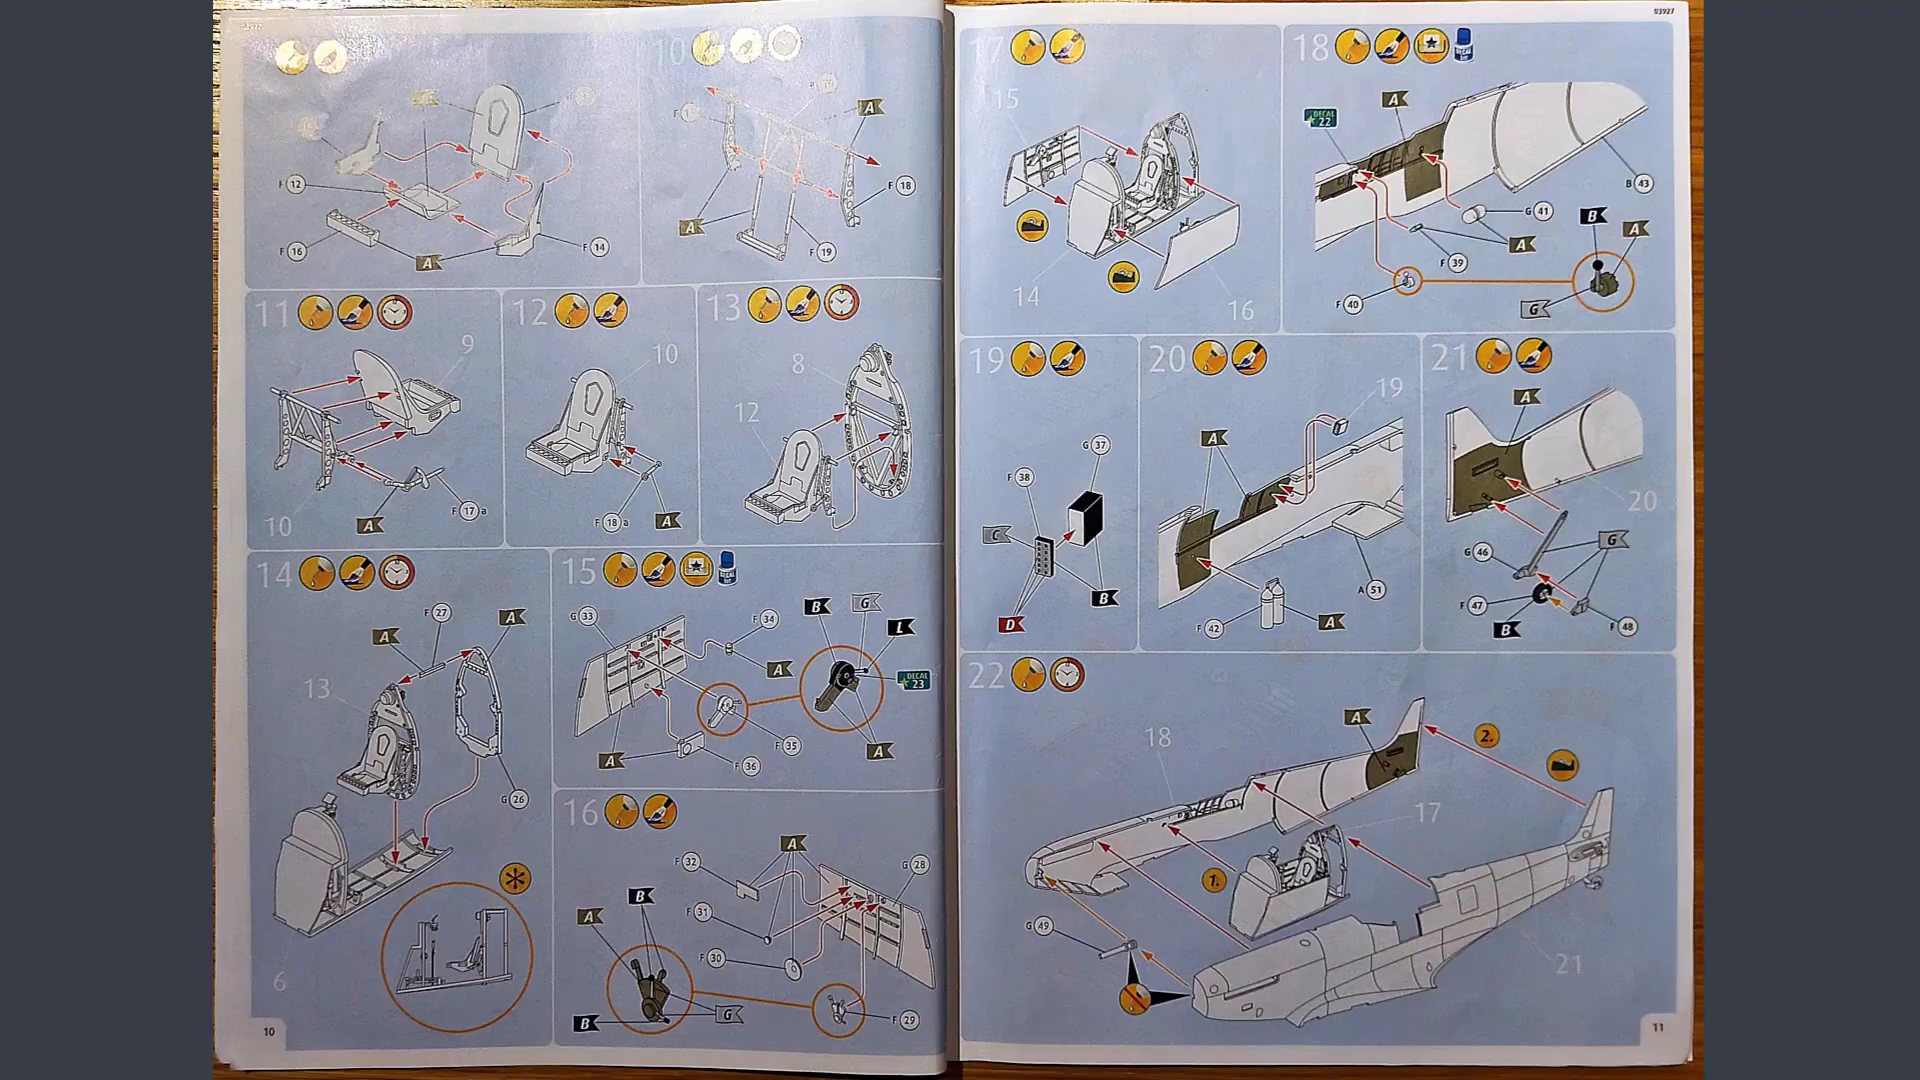 03927
A
F 12
F 16
A
F 14
10
A
A
F 18
F 19
11
9
10
A
F 17 a
12
10
F 18 a
A
13
8
12
14
F 27
A
A
13
G 26
6
15
G 33
F 34
A
B
G
L
DECAL 23
A
F 35
F 36
A
16
F 32
A
G 28
B
A
F 31
F 30
B
G
F 29
10
03927
17
15
14
16
18
DECAL 22
A
B 43
G 41
A
F 39
F 40
B
A
G
19
G 37
F 38
C
B
D
20
19
A
A 51
F 42
A
21
A
20
G 46
G
F 47
B
F 48
22
18
A
2.
17
1.
G 49
21
11